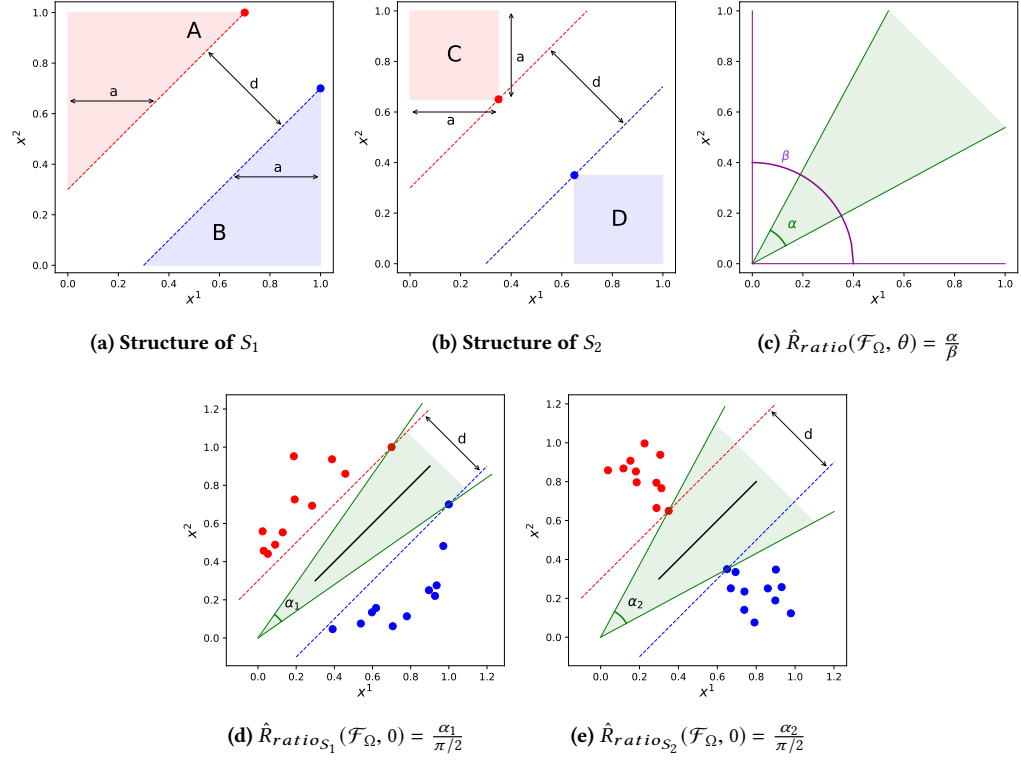 1.0
0.8
0.6
0.4
0.2
0.0
x²
0.0 0.2 0.4 0.6 0.8 1.0
x¹
A
a
d
a
B
(a) Structure of S₁
1.0
0.8
0.6
0.4
0.2
0.0
x²
0.0 0.2 0.4 0.6 0.8 1.0
x¹
C
a
a
d
D
(b) Structure of S₂
1.0
0.8
0.6
0.4
0.2
0.0
x²
0.0 0.2 0.4 0.6 0.8 1.0
x¹
β
α
(c) R̂_ratio(ℱ_Ω, θ) = α/β
1.2
1.0
0.8
0.6
0.4
0.2
0.0
x²
0.0 0.2 0.4 0.6 0.8 1.0 1.2
x¹
d
α₁
(d) R̂_ratio_S₁(ℱ_Ω, 0) = α₁/(π/2)
1.2
1.0
0.8
0.6
0.4
0.2
0.0
x²
0.0 0.2 0.4 0.6 0.8 1.0 1.2
x¹
d
α₂
(e) R̂_ratio_S₂(ℱ_Ω, 0) = α₂/(π/2)